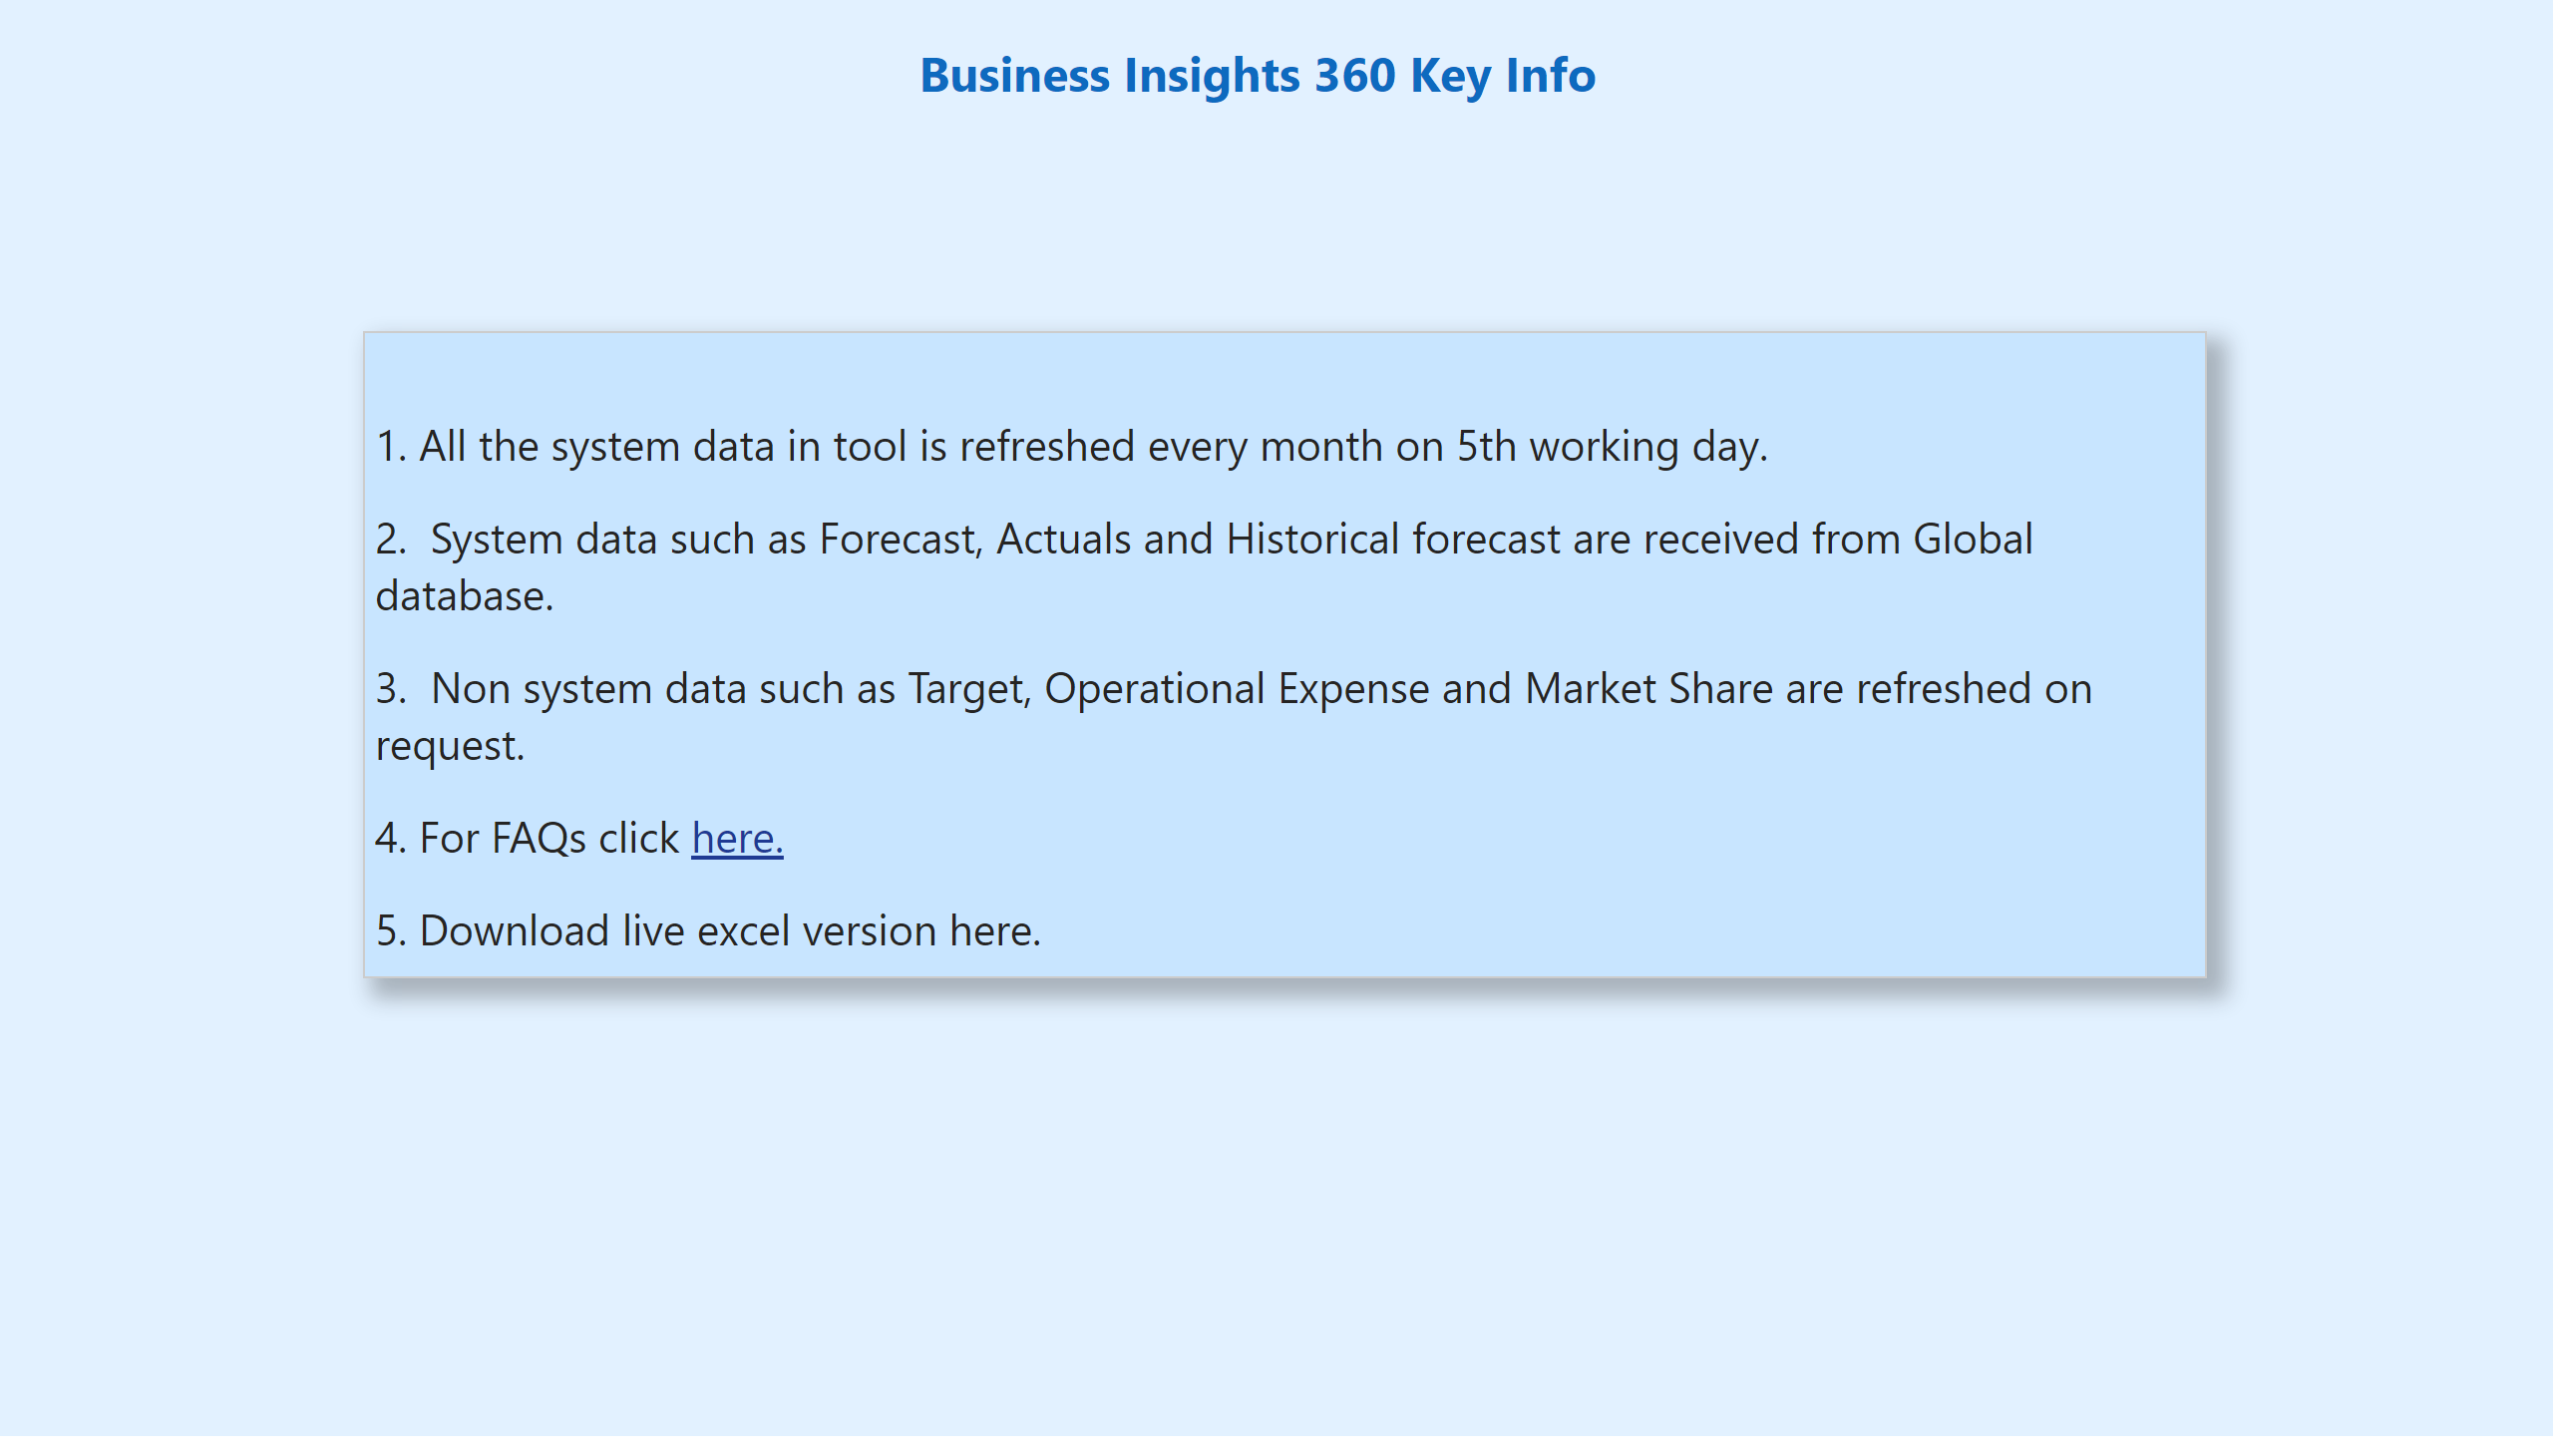 Business Insights 360 Key Info
1. All the system data in tool is refreshed every month on 5th working day.
2.  System data such as Forecast, Actuals and Historical forecast are received from Global
database.
3.  Non system data such as Target, Operational Expense and Market Share are refreshed on
request.
4. For FAQs click here.
5. Download live excel version here.